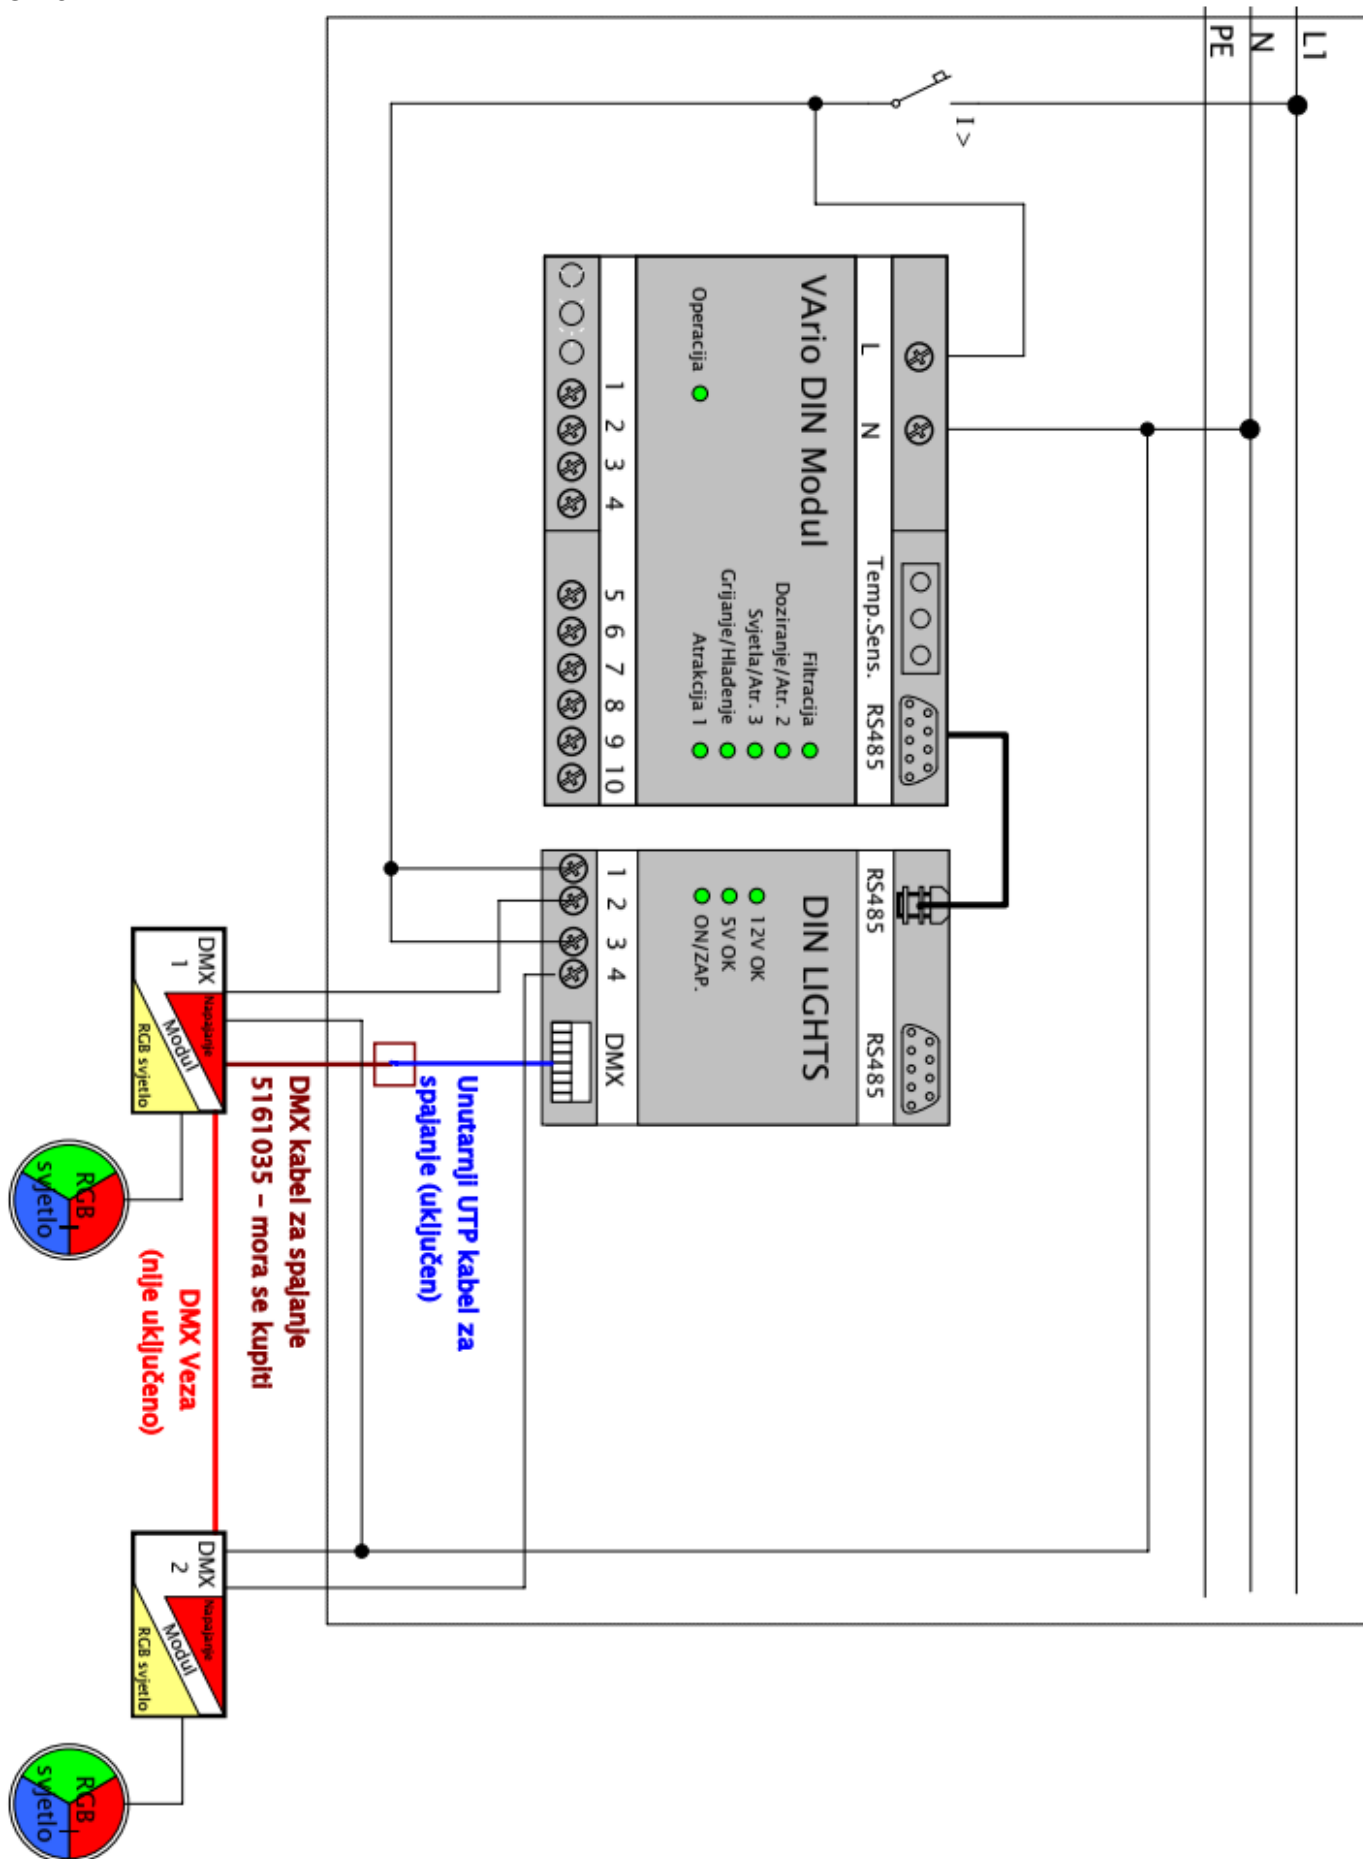 L1
N
PE
I >
VArio DIN Modul
L
N
Temp.Sens.
RS485
Operacija
Filtracija
Doziranje/Atr. 2
Svjetla/Atr. 3
Grijanje/Hlađenje
Atrakcija 1
1 2 3 4
5 6 7 8 9 10
RS485
RS485
DIN LIGHTS
12V OK
5V OK
ON/ZAP.
1 2 3 4
DMX
Unutarnji UTP kabel za
spajanje (uključen)
DMX kabel za spajanje
5161035 – mora se kupiti
DMX Veza
(nije uključeno)
DMX
1
Napajanje
Modul
RGB svjetlo
RGB
svjetlo
DMX
2
Napajanje
Modul
RGB svjetlo
RGB
svjetlo